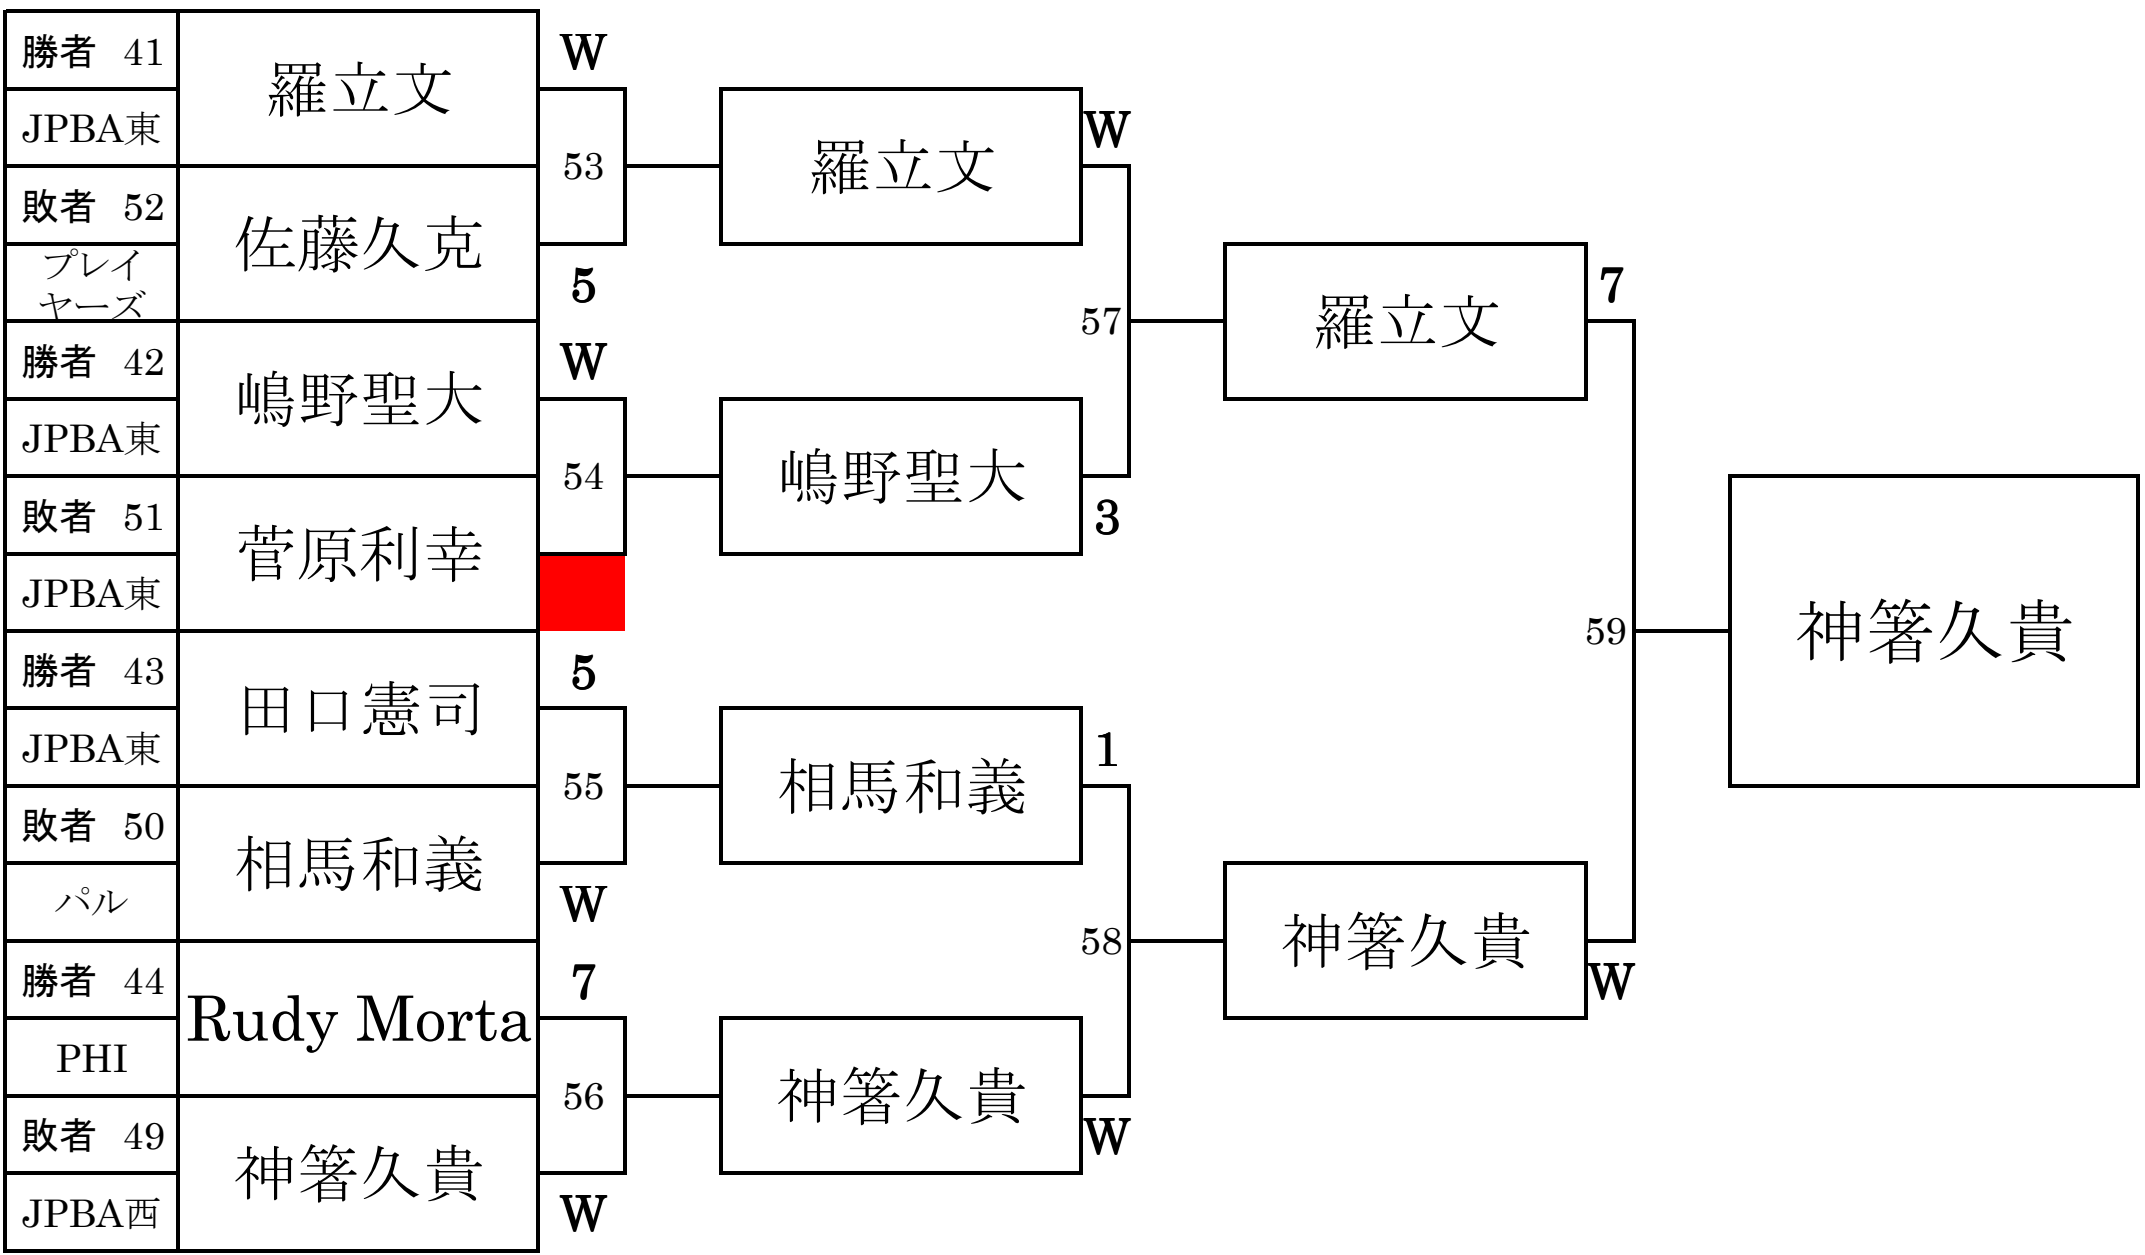 勝者 41
羅立文
W
JPBA東
53
羅立文
W
敗者 52
佐藤久克
プレイ
ヤーズ
5
57
羅立文
7
勝者 42
嶋野聖大
W
JPBA東
54
嶋野聖大
3
敗者 51
菅原利幸
JPBA東
59
神箸久貴
勝者 43
田口憲司
5
JPBA東
55
相馬和義
1
敗者 50
相馬和義
パル
W
58
神箸久貴
W
勝者 44
Rudy Morta
7
PHI
56
神箸久貴
W
敗者 49
神箸久貴
JPBA西
W